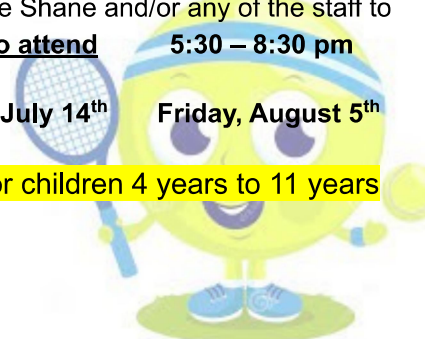 e Shane and/or any of the staff to
o attend 5:30 – 8:30 pm
July 14th Friday, August 5th
or children 4 years to 11 years